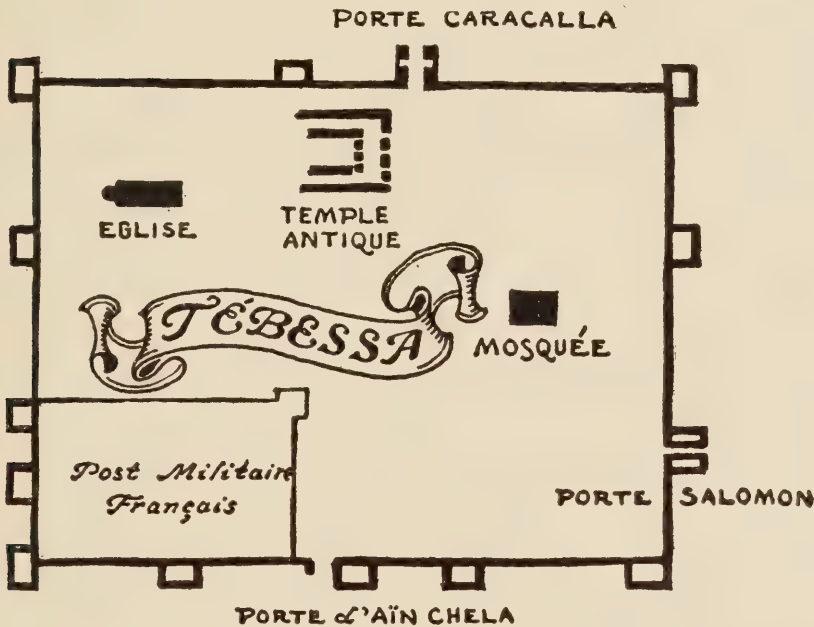 PORTE CARACALLA
EGLISE
TEMPLE
ANTIQUE
TÉBESSA
MOSQUÉE
Post Militaire
Français
PORTE SALOMON
PORTE d'AÏN CHELA